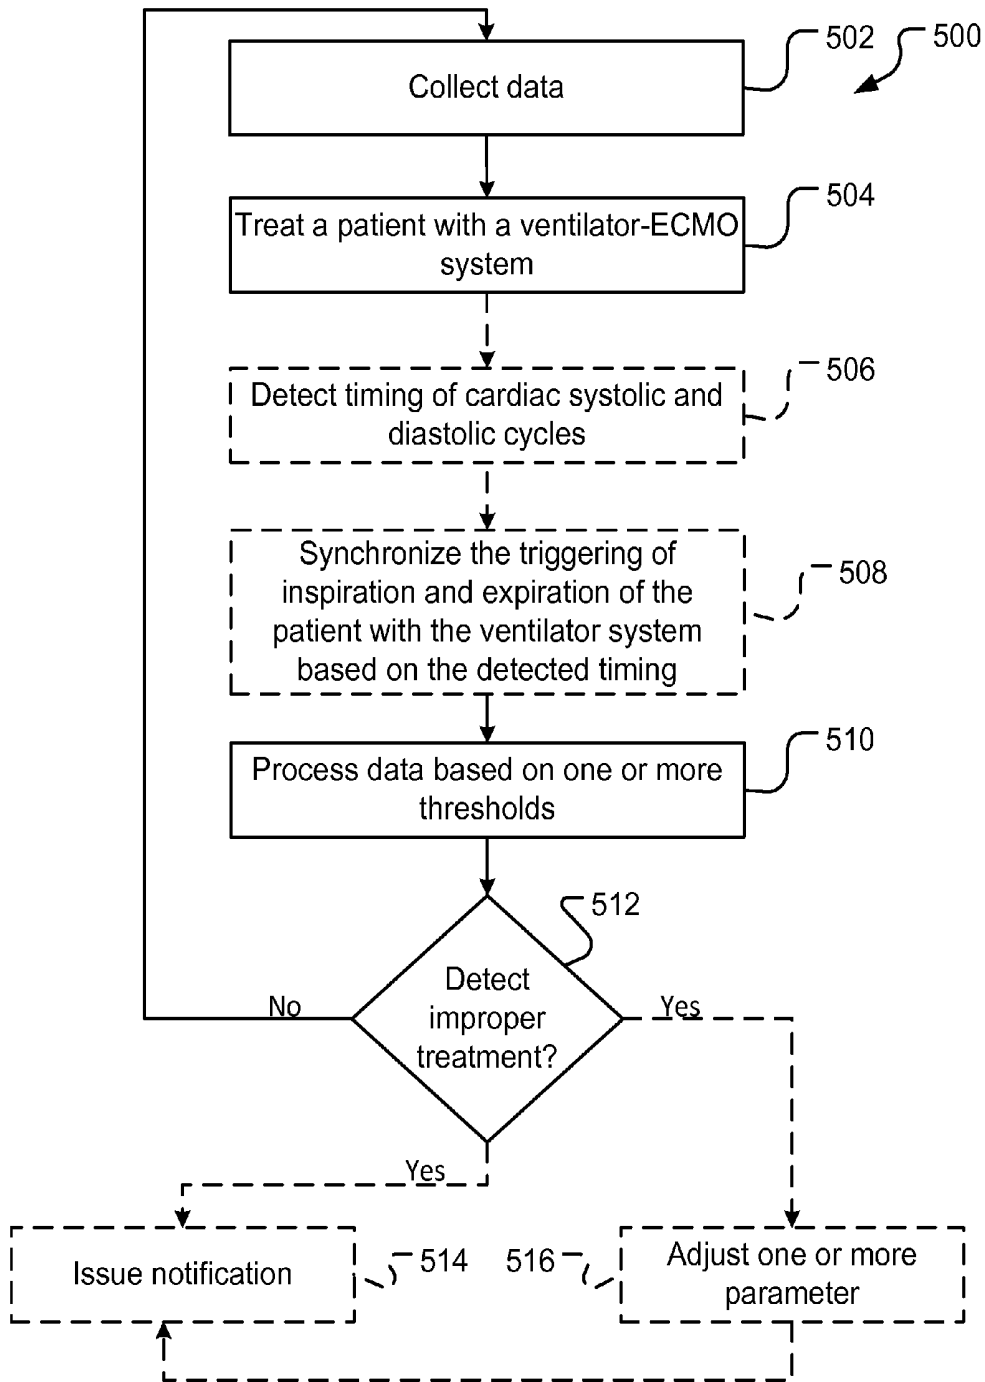 502
500
Collect data
504
Treat a patient with a ventilator-ECMO
system
506
Detect timing of cardiac systolic and
diastolic cycles
508
Synchronize the triggering of
inspiration and expiration of the
patient with the ventilator system
based on the detected timing
510
Process data based on one or more
thresholds
512
Detect
improper
treatment?
No
Yes
Yes
Issue notification
514
516
Adjust one or more
parameter